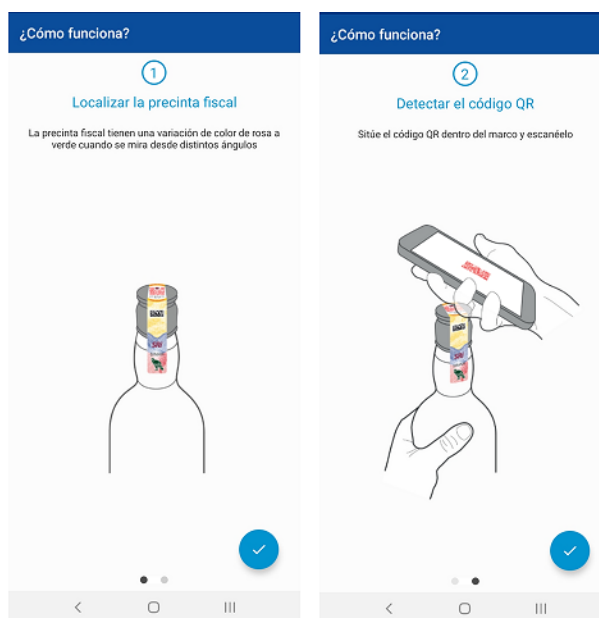 ¿Cómo funciona?
1
Localizar la precinta fiscal
La precinta fiscal tienen una variación de color de rosa a
verde cuando se mira desde distintos ángulos
¿Cómo funciona?
2
Detectar el código QR
Sitúe el código QR dentro del marco y escanéelo